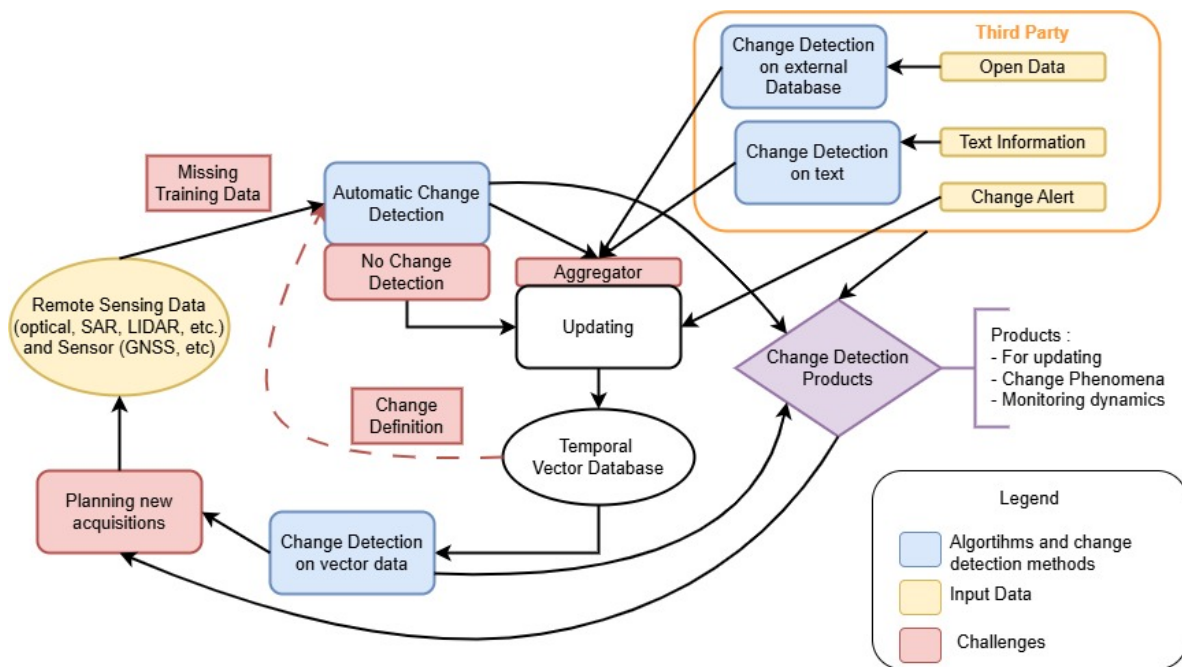 Third Party
Change Detection
on external
Database
Open Data
Change Detection
on text
Text Information
Change Alert
Missing
Training Data
Automatic Change
Detection
No Change
Detection
Aggregator
Updating
Remote Sensing Data
(optical, SAR, LIDAR, etc.)
and Sensor (GNSS, etc)
Change Detection
Products
Products :
- For updating
- Change Phenomena
- Monitoring dynamics
Change
Definition
Temporal
Vector Database
Planning new
acquisitions
Change Detection
on vector data
Legend
Algortihms and change
detection methods
Input Data
Challenges